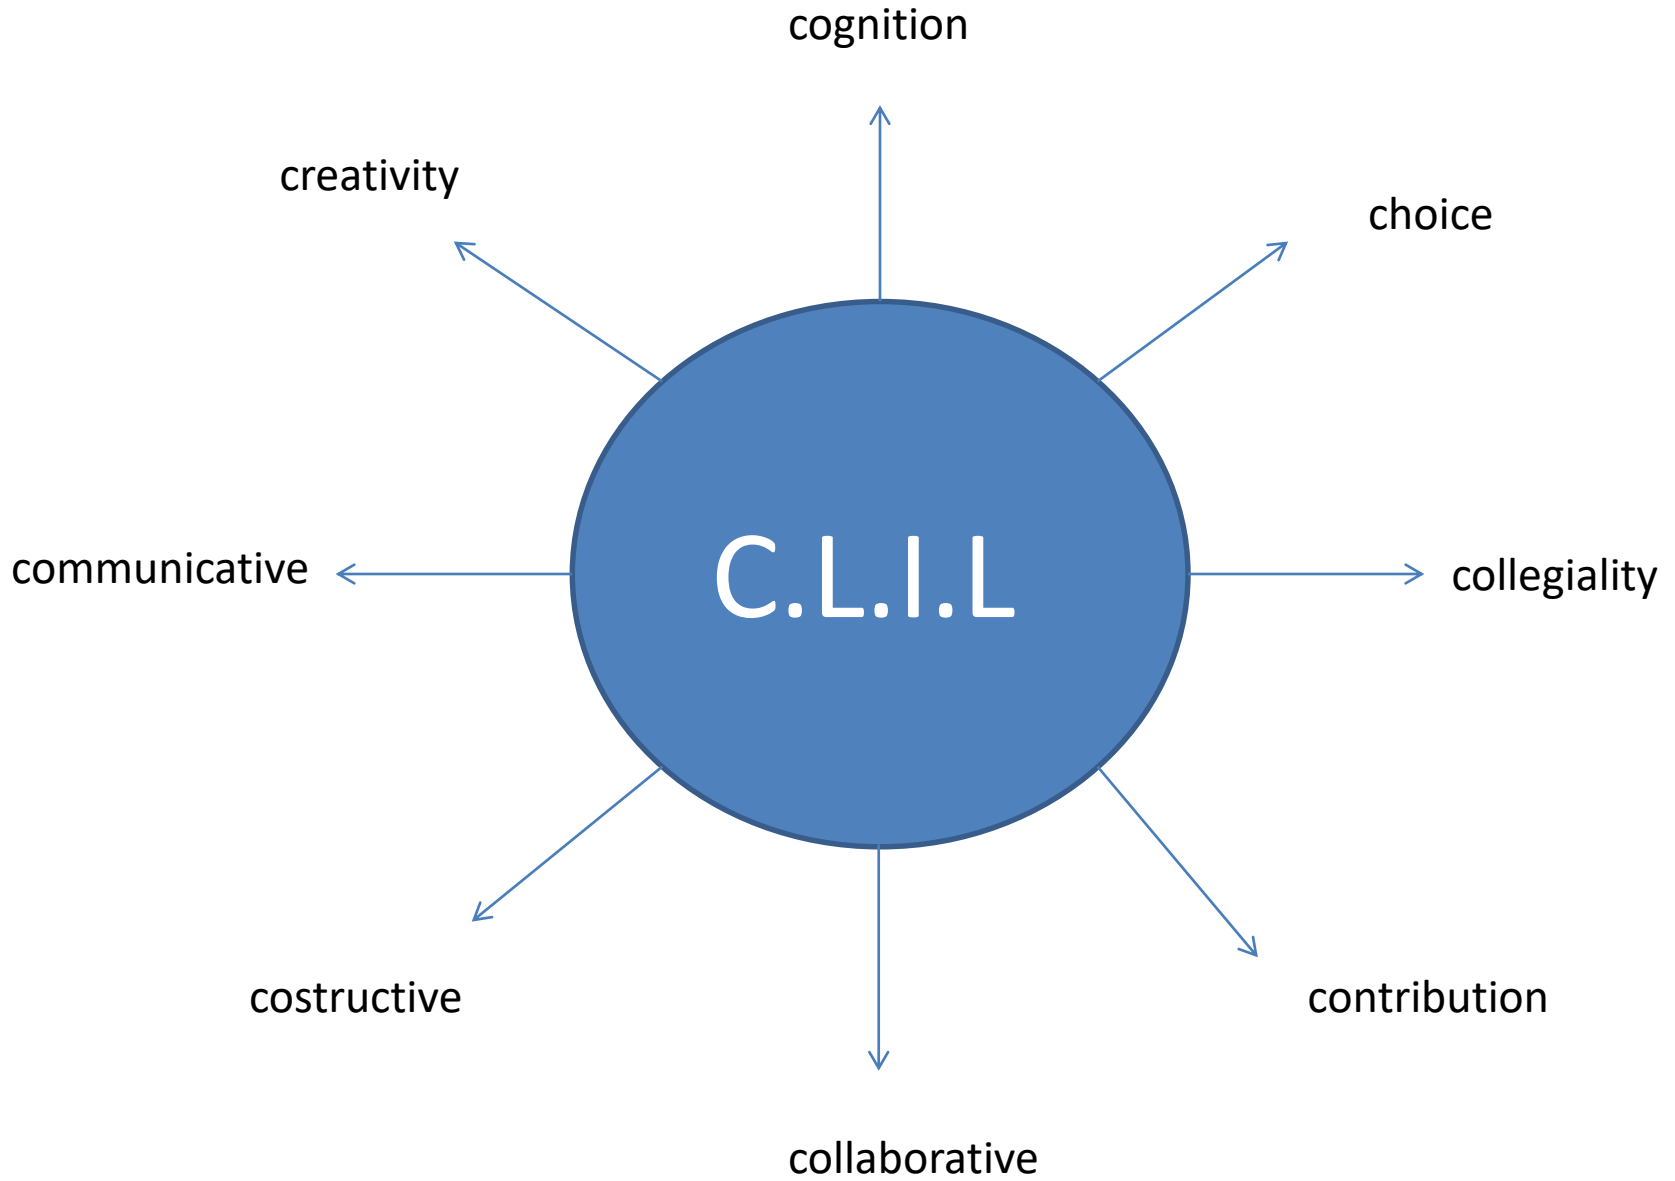 cognition
creativity
choice
C.L.I.L
communicative
collegiality
costructive
contribution
collaborative